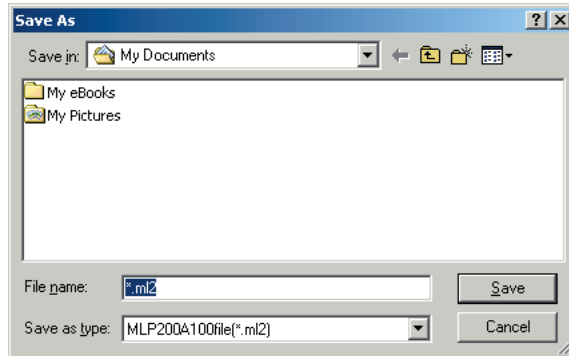 Save As
Save in: My Documents
My eBooks
My Pictures
File name: *.ml2 Save
Save as type: MLP200A100file(*.ml2) Cancel